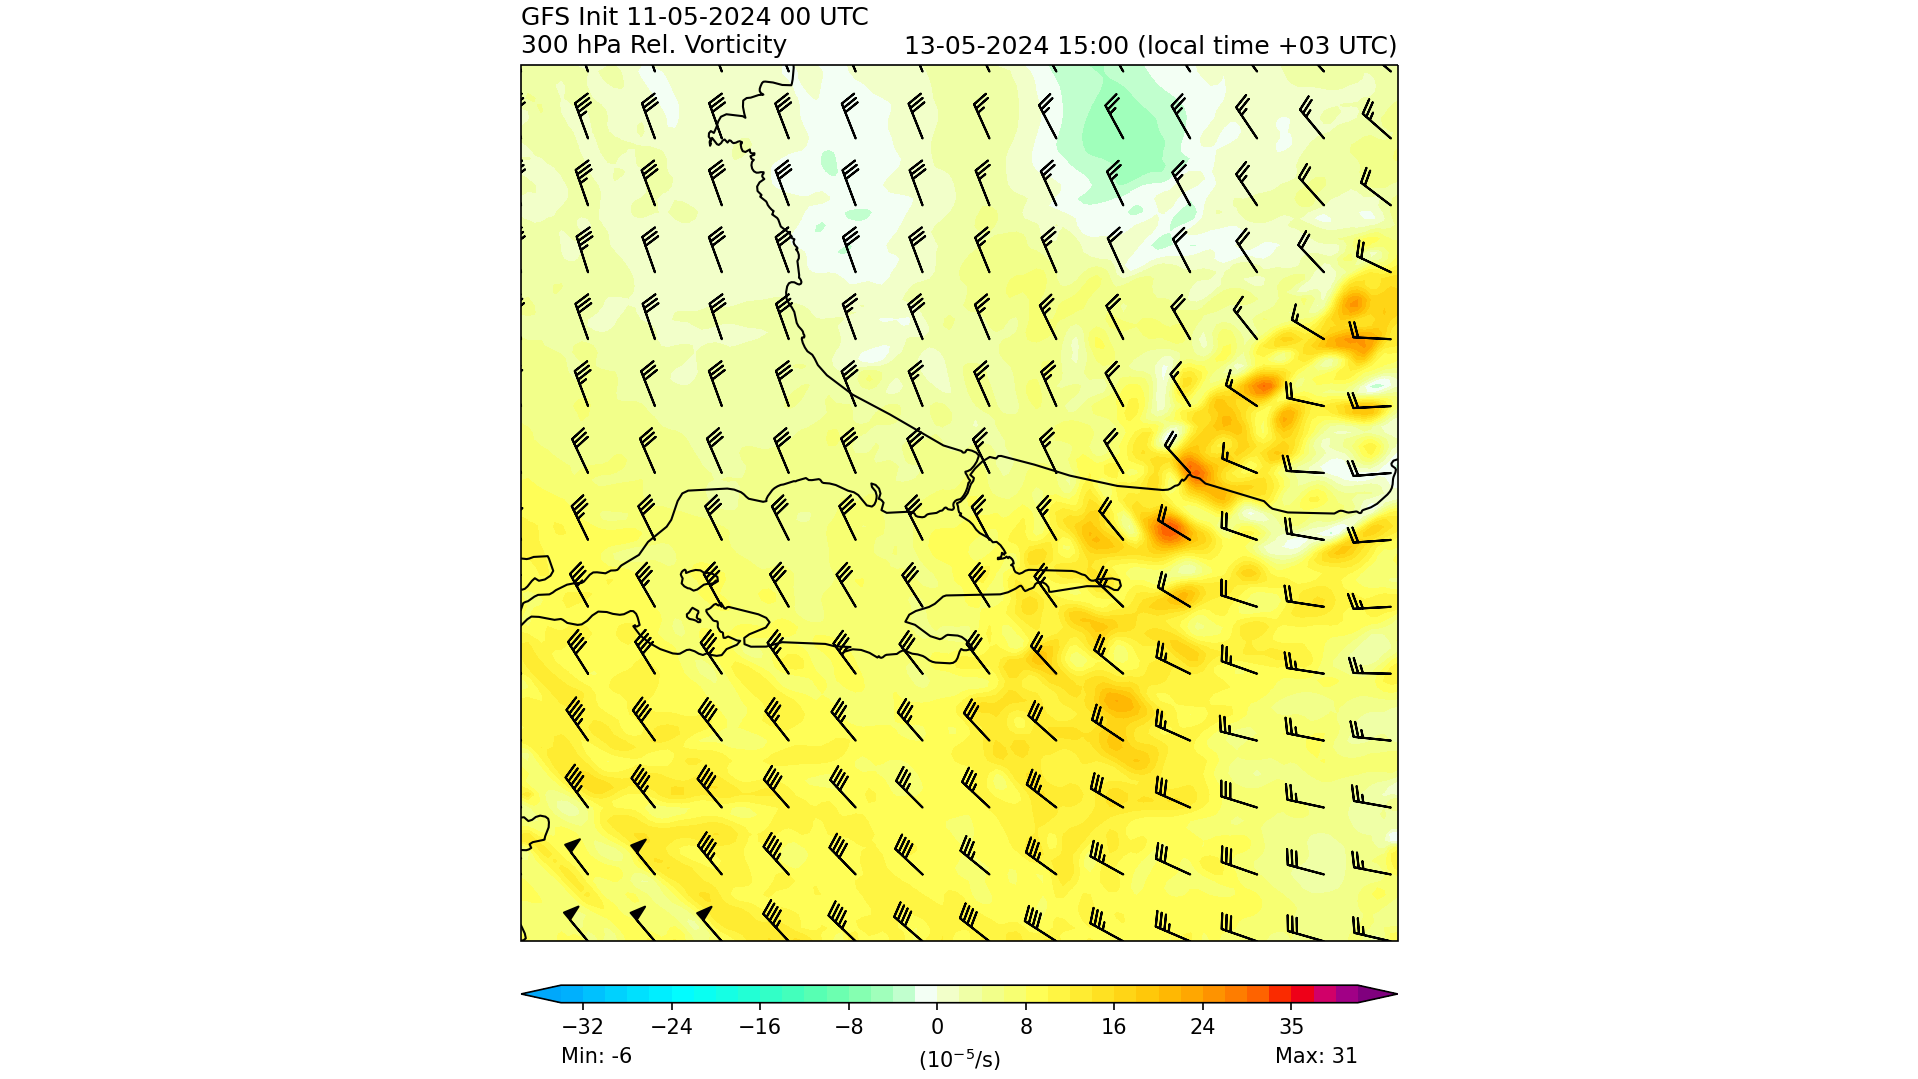 GFS Init 11-05-2024 00 UTC
300 hPa Rel. Vorticity
13-05-2024 15:00 (local time +03 UTC)
−32 −24 −16 −8 0 8 16 24 35
Min: -6 (10⁻⁵/s) Max: 31